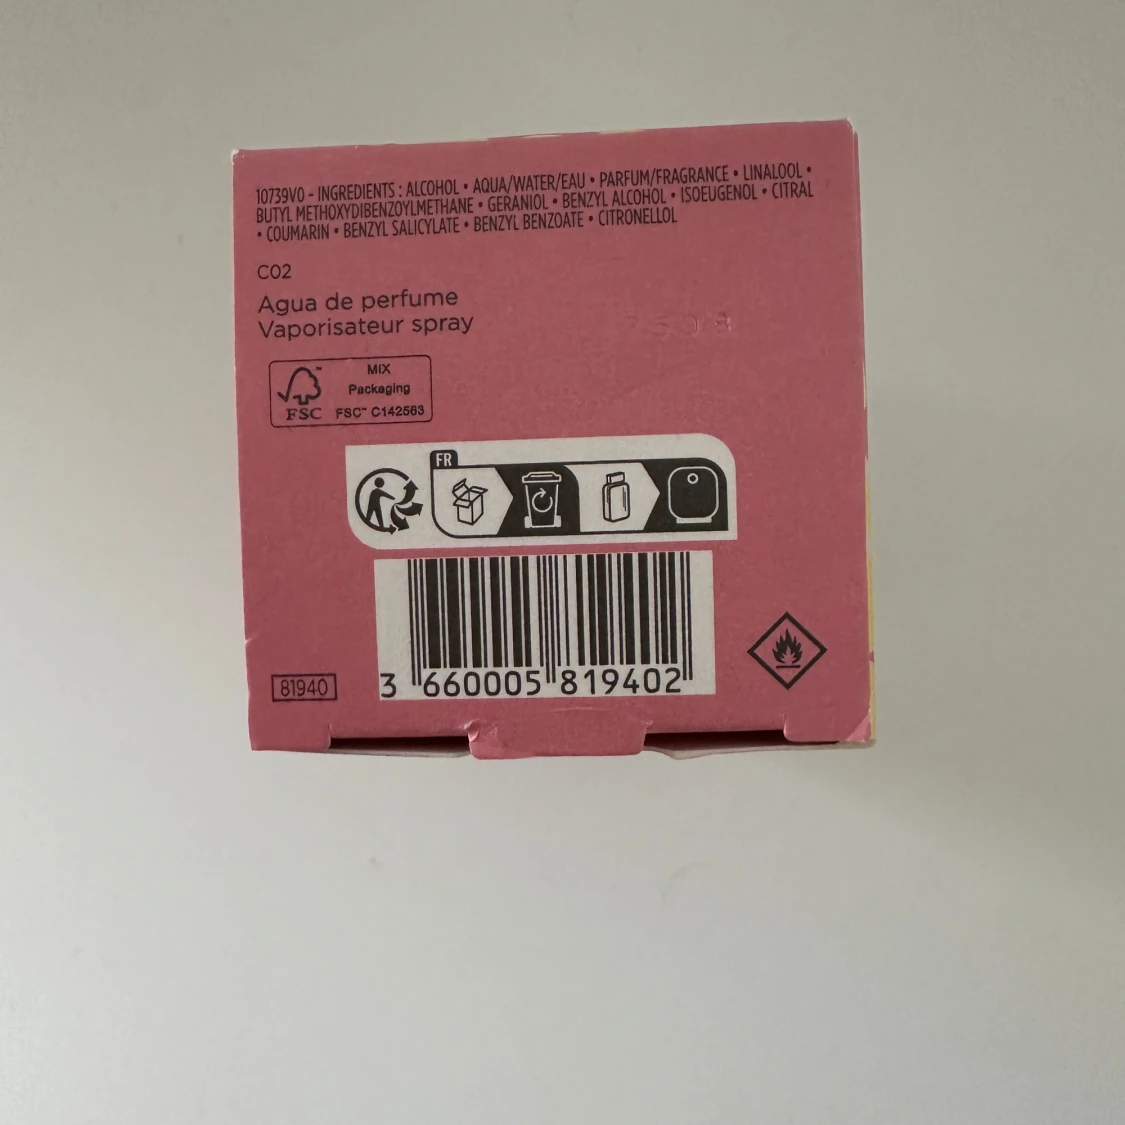 10739V0 - INGREDIENTS : ALCOHOL • AQUA/WATER/EAU • PARFUM/FRAGRANCE • LINALOOL •
BUTYL METHOXYDIBENZOYLMETHANE • GERANIOL • BENZYL ALCOHOL • ISOEUGENOL • CITRAL
• COUMARIN • BENZYL SALICYLATE • BENZYL BENZOATE • CITRONELLOL
C02
Agua de perfume
Vaporisateur spray
MIX
Packaging
FSC™ C142563
FSC
FR
81940
3 660005 819402